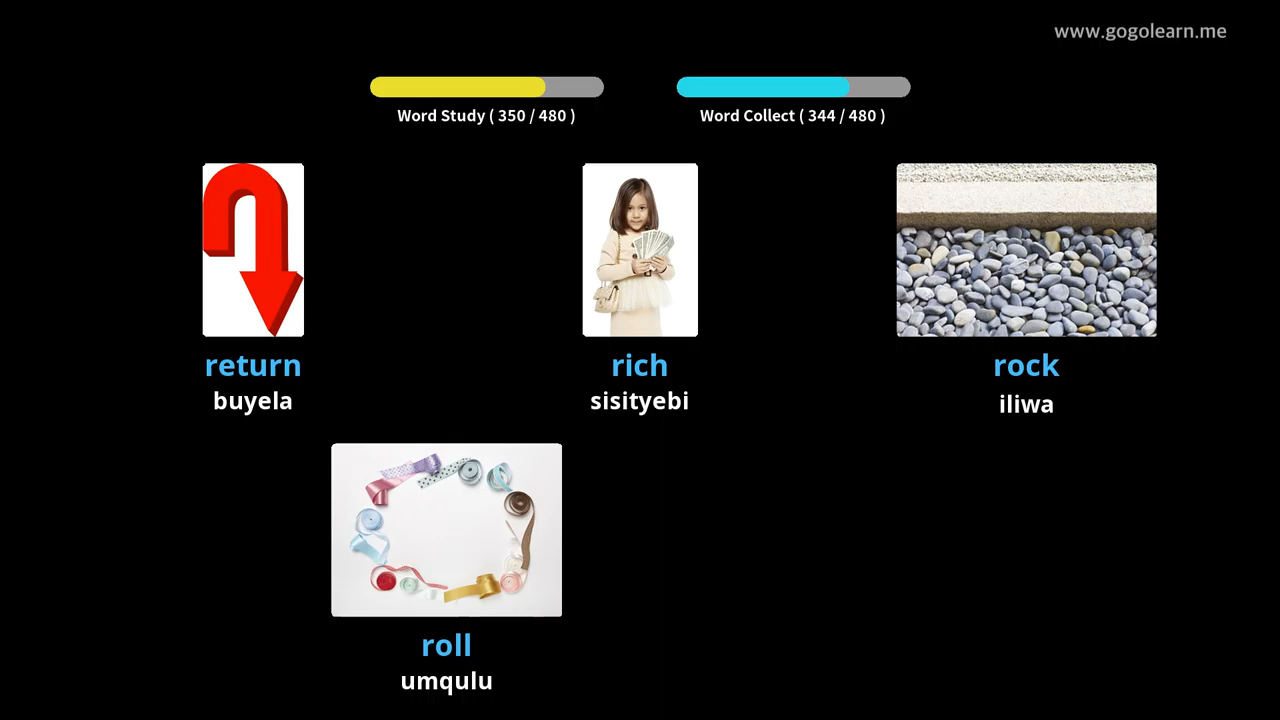 www.gogolearn.me
Word Study ( 350 / 480 )
Word Collect ( 344 / 480 )
return
buyela
rich
sisityebi
rock
iliwa
roll
umqulu